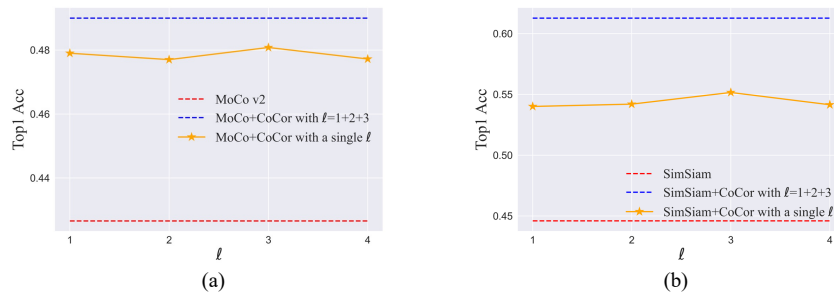 0.48
0.46
0.44
Top1 Acc
MoCo v2
MoCo+CoCor with ℓ=1+2+3
MoCo+CoCor with a single ℓ
1 2 3 4
ℓ
(a)
0.60
0.55
0.50
0.45
Top1 Acc
SimSiam
SimSiam+CoCor with ℓ=1+2+3
SimSiam+CoCor with a single ℓ
1 2 3 4
ℓ
(b)